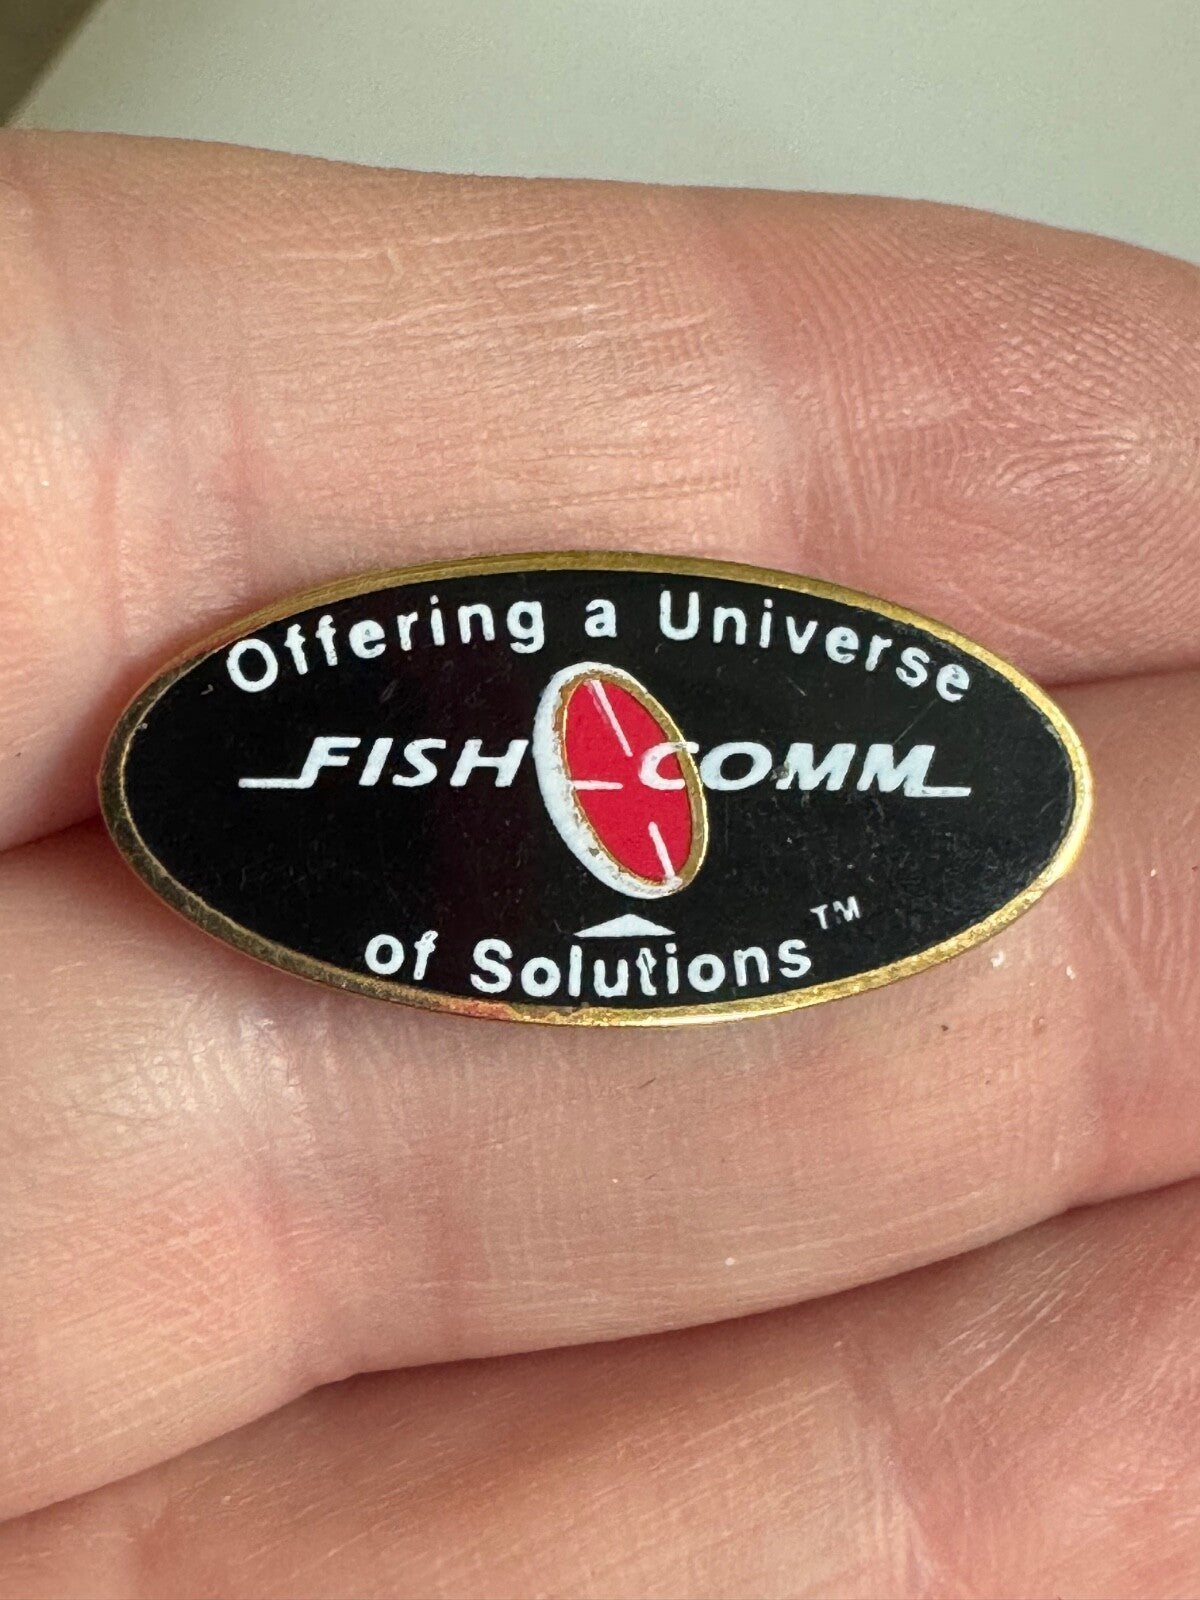 Offering a Universe
FISH COMM
of Solutions™